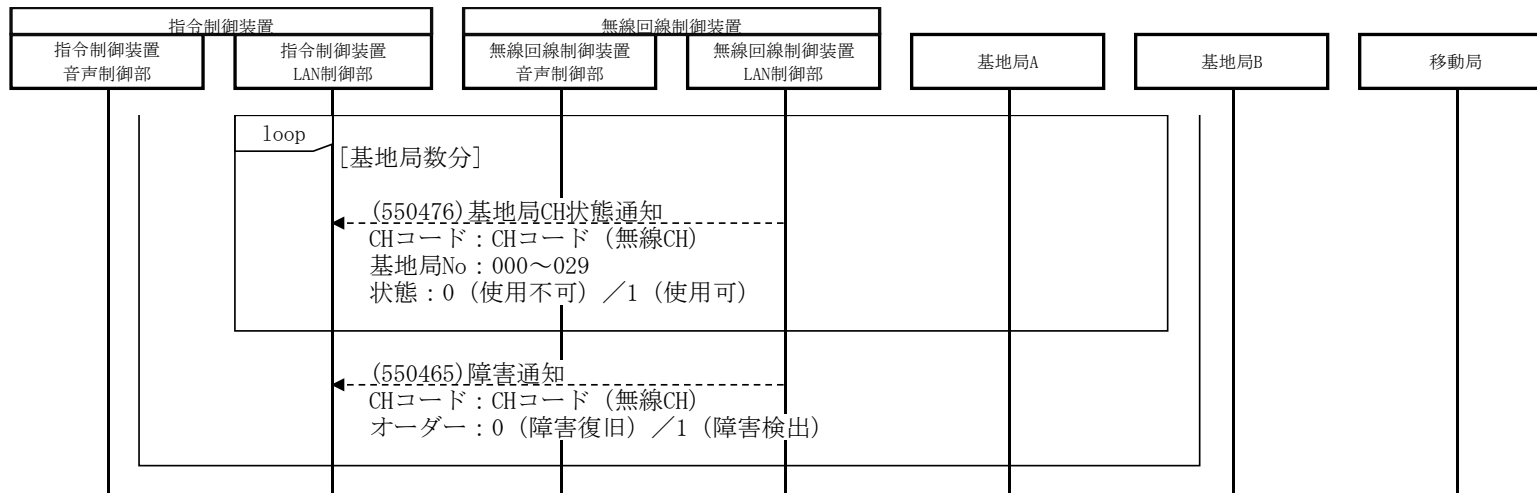 指令制御装置
無線回線制御装置
指令制御装置
音声制御部
指令制御装置
LAN制御部
無線回線制御装置
音声制御部
無線回線制御装置
LAN制御部
基地局A
基地局B
移動局
loop
[基地局数分]
(550476)基地局CH状態通知
CHコード：CHコード（無線CH）
基地局No：000～029
状態：0（使用不可）／1（使用可）
(550465)障害通知
CHコード：CHコード（無線CH）
オーダー：0（障害復旧）／1（障害検出）